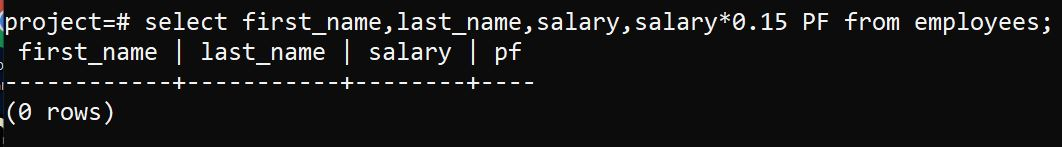 project=# select first_name,last_name,salary,salary*0.15 PF from employees;
 first_name | last_name | salary | pf
------------+-----------+--------+----
(0 rows)